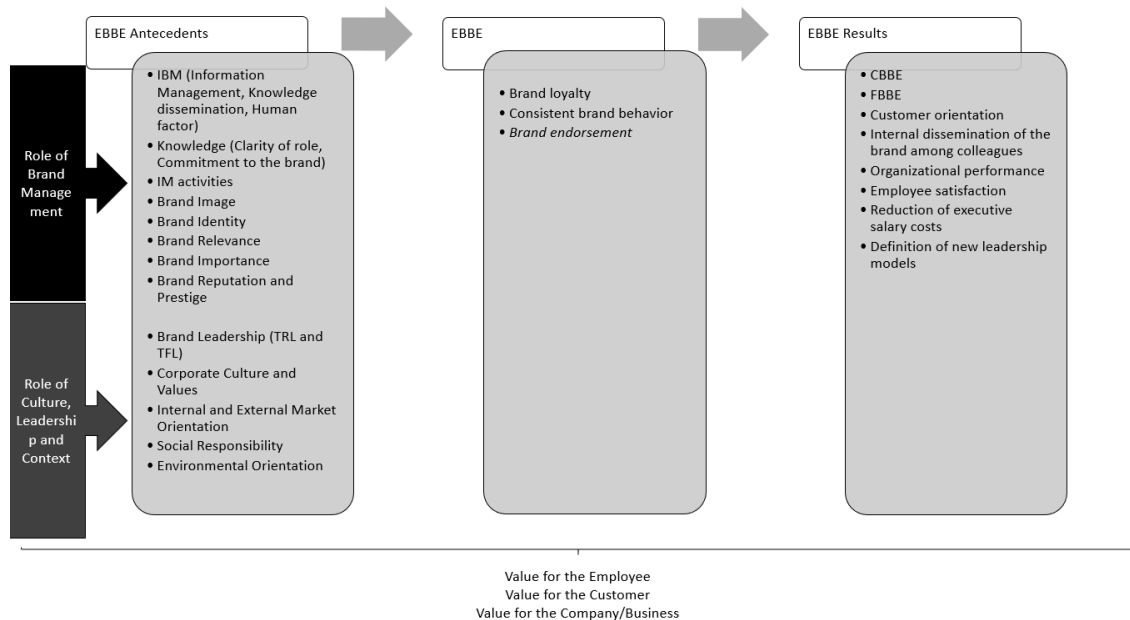 EBBE Antecedents
EBBE
EBBE Results
Role of
Brand
Manage
ment
• IBM (Information
Management, Knowledge
dissemination, Human
factor)
• Knowledge (Clarity of role,
Commitment to the brand)
• IM activities
• Brand Image
• Brand Identity
• Brand Relevance
• Brand Importance
• Brand Reputation and
Prestige
Role of
Culture,
Leadershi
p and
Context
• Brand Leadership (TRL and
TFL)
• Corporate Culture and
Values
• Internal and External Market
Orientation
• Social Responsibility
• Environmental Orientation
• Brand loyalty
• Consistent brand behavior
• Brand endorsement
• CBBE
• FBBE
• Customer orientation
• Internal dissemination of the
brand among colleagues
• Organizational performance
• Employee satisfaction
• Reduction of executive
salary costs
• Definition of new leadership
models
Value for the Employee
Value for the Customer
Value for the Company/Business